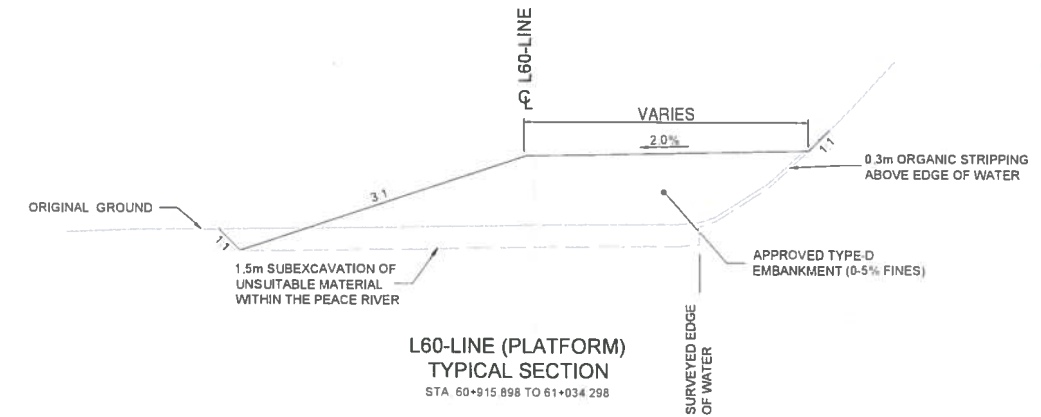 ℄ L60-LINE
VARIES
2.0%
1:1
0.3m ORGANIC STRIPPING
ABOVE EDGE OF WATER
3:1
ORIGINAL GROUND
1:1
1.5m SUBEXCAVATION OF
UNSUITABLE MATERIAL
WITHIN THE PEACE RIVER
APPROVED TYPE-D
EMBANKMENT (0-5% FINES)
SURVEYED EDGE
OF WATER
L60-LINE (PLATFORM)
TYPICAL SECTION
STA. 60+915.898 TO 61+034.298